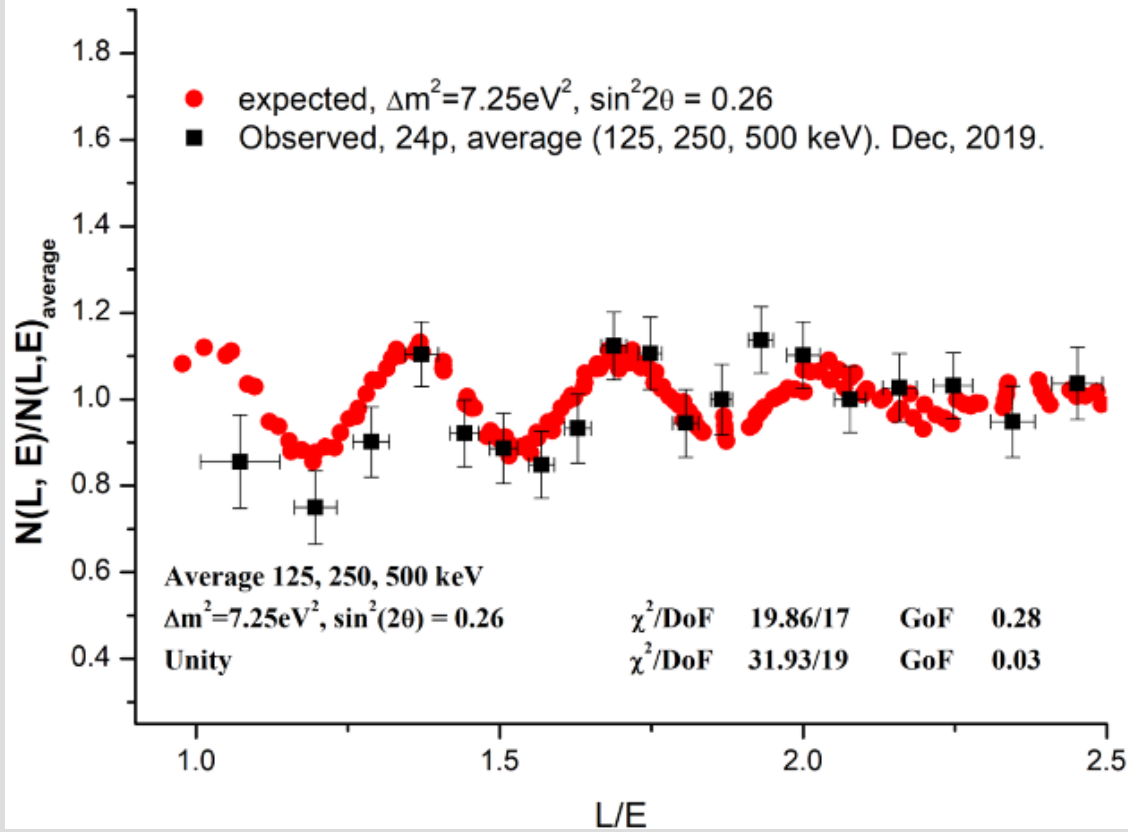 1.8
1.6
1.4
1.2
1.0
0.8
0.6
0.4
N(L, E)/N(L,E)average
expected, Δm²=7.25eV², sin²2θ = 0.26
Observed, 24p, average (125, 250, 500 keV). Dec, 2019.
Average 125, 250, 500 keV
Δm²=7.25eV², sin²(2θ) = 0.26 χ²/DoF 19.86/17 GoF 0.28
Unity χ²/DoF 31.93/19 GoF 0.03
1.0 1.5 2.0 2.5
L/E